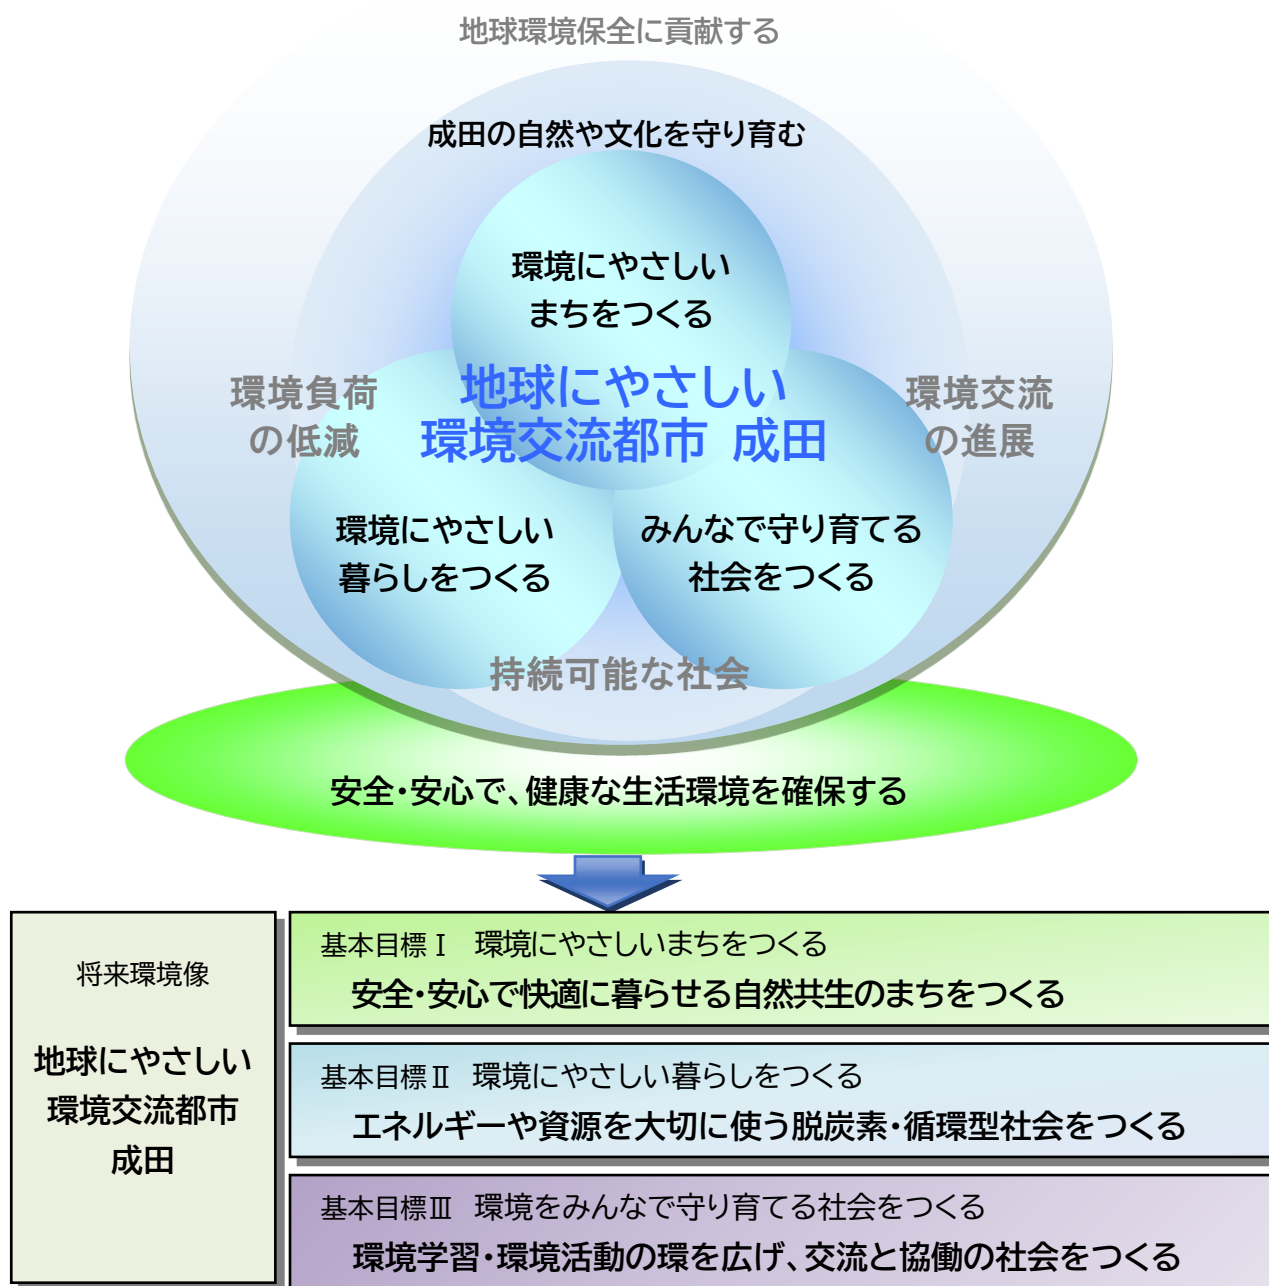 地球環境保全に貢献する
成田の自然や文化を守り育む
環境にやさしい
まちをつくる
地球にやさしい
環境交流都市 成田
環境負荷
の低減
環境交流
の進展
環境にやさしい
暮らしをつくる
みんなで守り育てる
社会をつくる
持続可能な社会
安全・安心で、健康な生活環境を確保する
将来環境像
地球にやさしい
環境交流都市
成田
基本目標Ⅰ 環境にやさしいまちをつくる
安全・安心で快適に暮らせる自然共生のまちをつくる
基本目標Ⅱ 環境にやさしい暮らしをつくる
エネルギーや資源を大切に使う脱炭素・循環型社会をつくる
基本目標Ⅲ 環境をみんなで守り育てる社会をつくる
環境学習・環境活動の環を広げ、交流と協働の社会をつくる